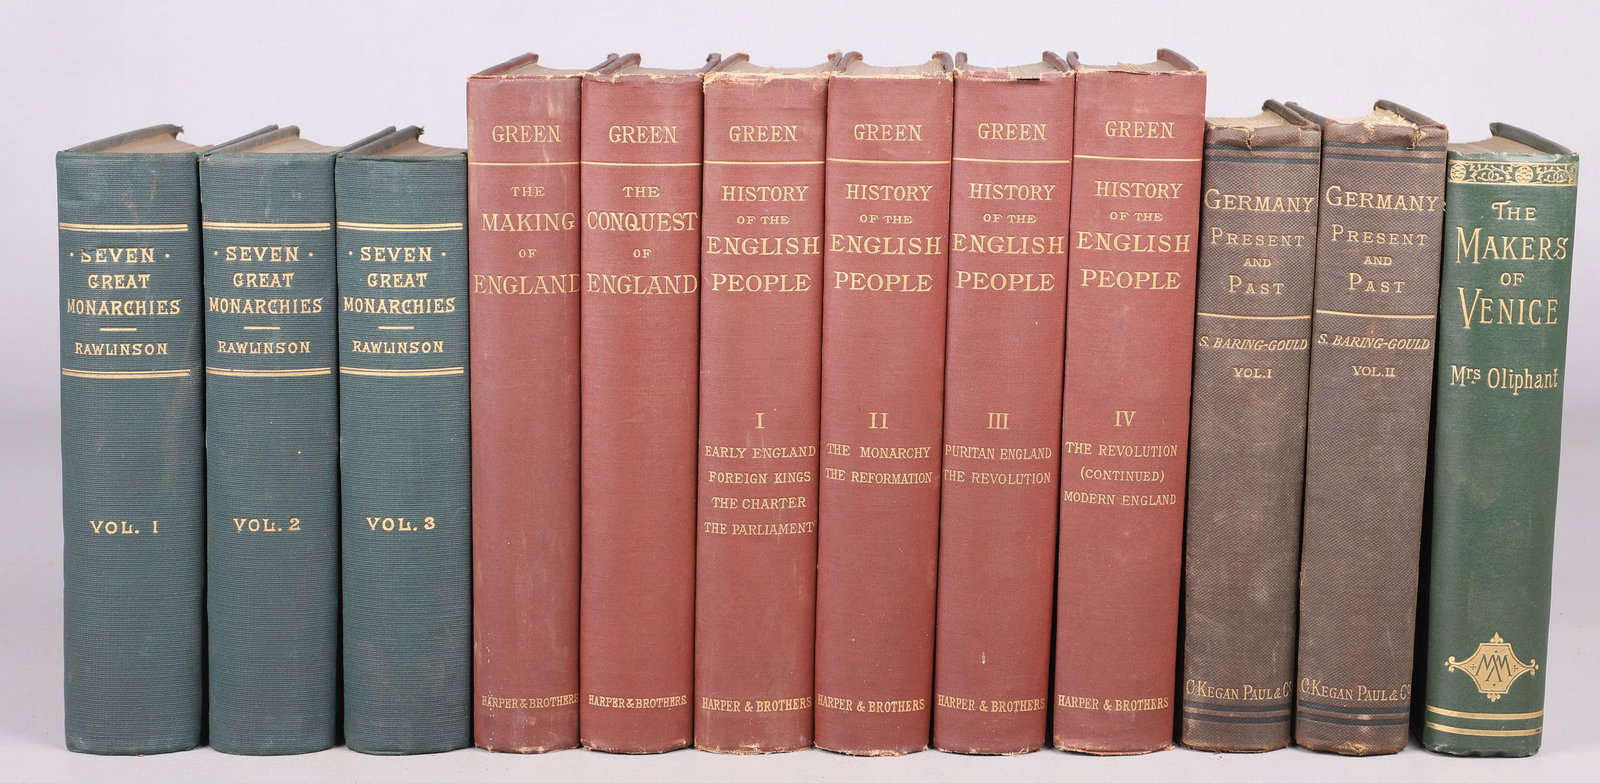 · SEVEN ·
GREAT
MONARCHIES
RAWLINSON
VOL. 1
· SEVEN ·
GREAT
MONARCHIES
RAWLINSON
VOL. 2
· SEVEN ·
GREAT
MONARCHIES
RAWLINSON
VOL. 3
GREEN
THE
MAKING
OF
ENGLAND
HARPER & BROTHERS
GREEN
THE
CONQUEST
OF
ENGLAND
HARPER & BROTHERS.
GREEN
HISTORY
OF THE
ENGLISH
PEOPLE
I
EARLY ENGLAND
FOREIGN KINGS
THE CHARTER
THE PARLIAMENT
HARPER & BROTHERS
GREEN
HISTORY
OF THE
ENGLISH
PEOPLE
II
THE MONARCHY
THE REFORMATION
HARPER & BROTHERS
GREEN
HISTORY
OF THE
ENGLISH
PEOPLE
III
PURITAN ENGLAND
THE REVOLUTION
HARPER & BROTHERS
GREEN
HISTORY
OF THE
ENGLISH
PEOPLE
IV
THE REVOLUTION
(CONTINUED)
MODERN ENGLAND
HARPER & BROTHERS
GERMANY
PRESENT
AND
PAST
S. BARING-GOULD
VOL. I
C. KEGAN PAUL & Co
GERMANY
PRESENT
AND
PAST
S. BARING-GOULD
VOL. II
C. KEGAN PAUL & Co
THE
MAKERS
OF
VENICE
Mrs Oliphant
MM